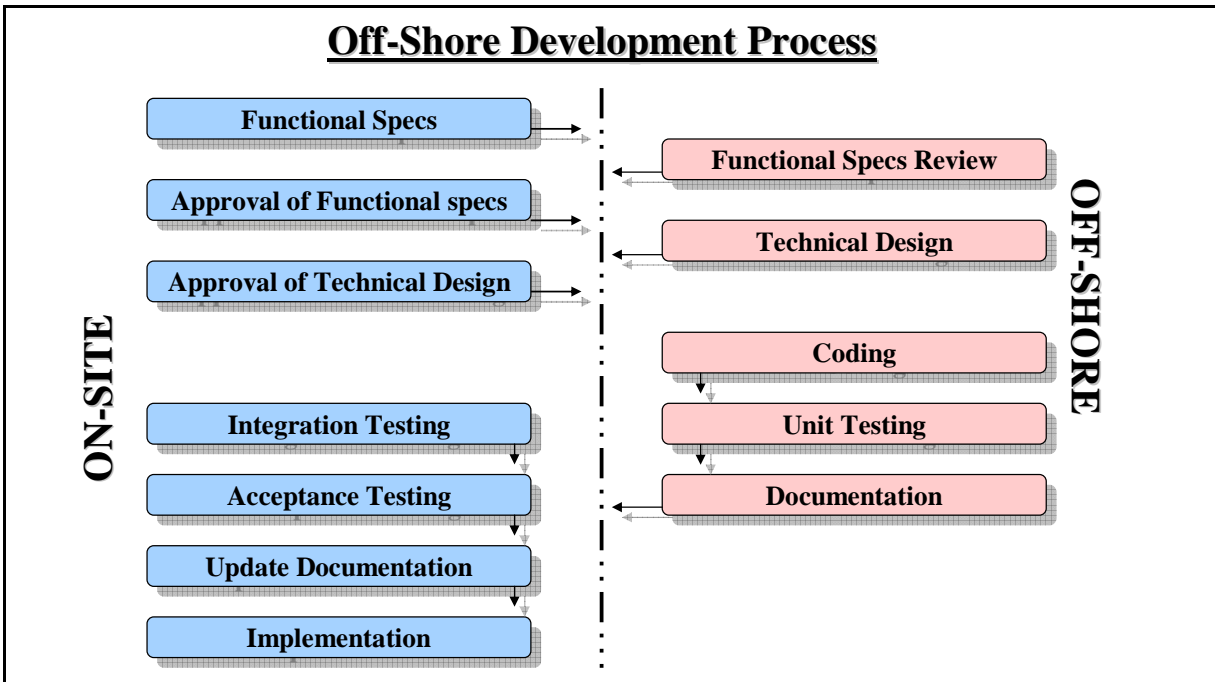 Off-Shore Development Process
Functional Specs
Functional Specs Review
Approval of Functional specs
Technical Design
Approval of Technical Design
OFF-SHORE
ON-SITE
Coding
Integration Testing
Unit Testing
Acceptance Testing
Documentation
Update Documentation
Implementation